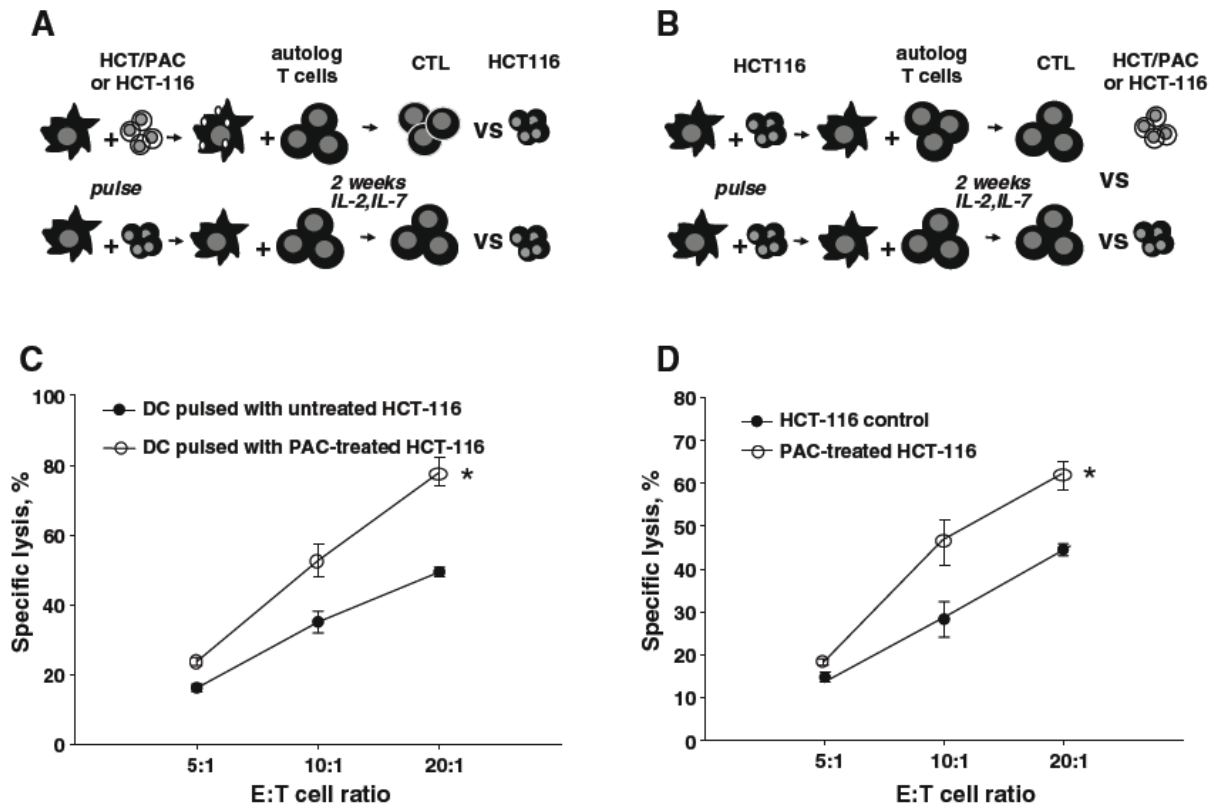 A
HCT/PAC
or HCT-116
autolog
T cells
CTL
HCT116
+
+
vs
pulse
2 weeks
IL-2,IL-7
+
+
vs
B
HCT116
autolog
T cells
CTL
HCT/PAC
or HCT-116
+
+
vs
pulse
2 weeks
IL-2,IL-7
+
+
vs
C
DC pulsed with untreated HCT-116
DC pulsed with PAC-treated HCT-116
Specific lysis, %
100
80
60
40
20
0
*
5:1
10:1
20:1
E:T cell ratio
D
HCT-116 control
PAC-treated HCT-116
Specific lysis, %
80
70
60
50
40
30
20
10
0
*
5:1
10:1
20:1
E:T cell ratio